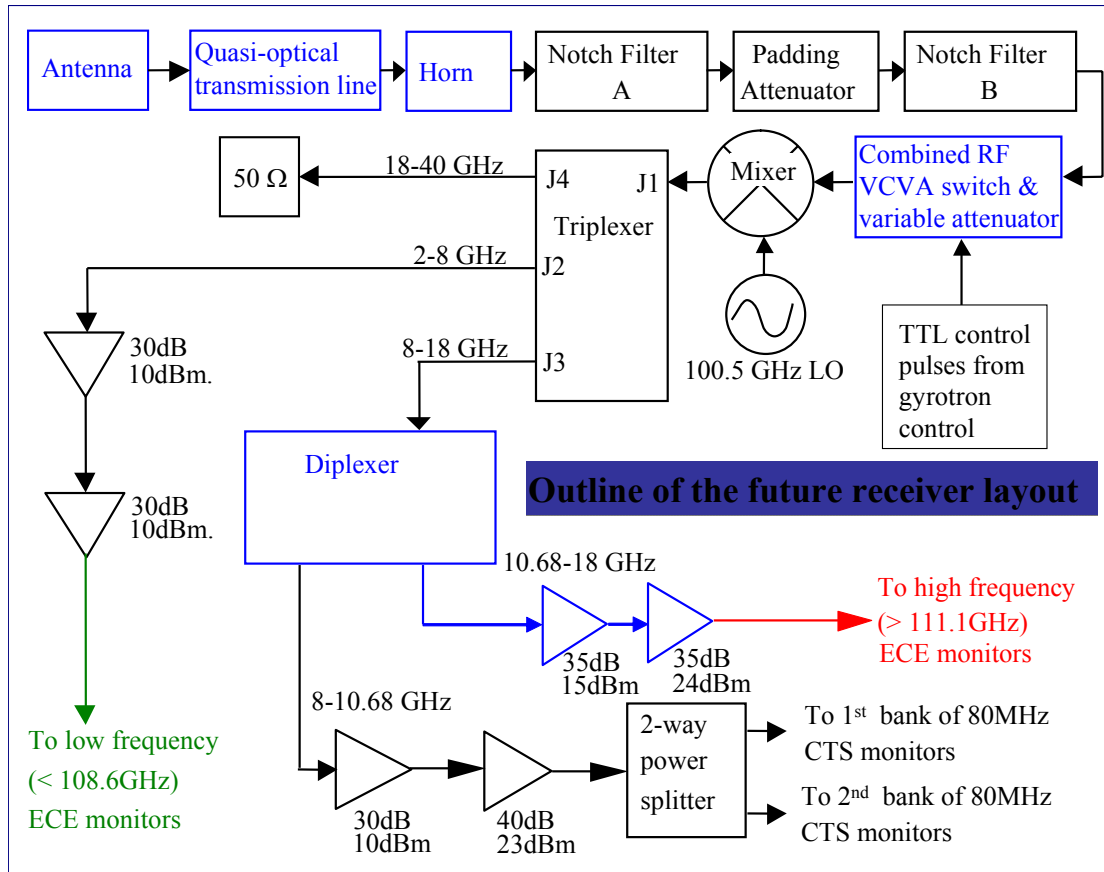 Antenna
Quasi-optical
transmission line
Horn
Notch Filter
A
Padding
Attenuator
Notch Filter
B
50 Ω
18-40 GHz
J4
J1
Triplexer
J2
J3
Mixer
Combined RF
VCVA switch &
variable attenuator
2-8 GHz
8-18 GHz
100.5 GHz LO
TTL control
pulses from
gyrotron
control
30dB
10dBm.
30dB
10dBm.
Diplexer
Outline of the future receiver layout
10.68-18 GHz
35dB
15dBm
35dB
24dBm
To high frequency
(> 111.1GHz)
ECE monitors
8-10.68 GHz
30dB
10dBm
40dB
23dBm
2-way
power
splitter
To 1st bank of 80MHz
CTS monitors
To 2nd bank of 80MHz
CTS monitors
To low frequency
(< 108.6GHz)
ECE monitors